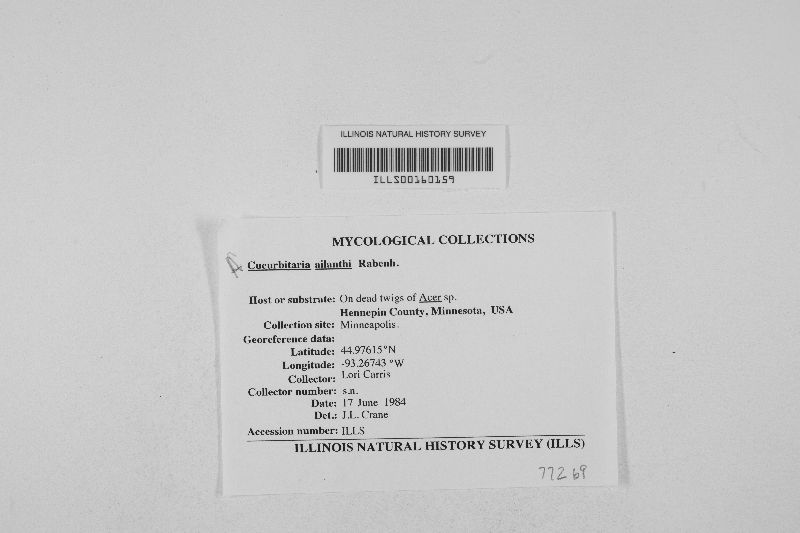 ILLINOIS NATURAL HISTORY SURVEY
ILLS00160159
MYCOLOGICAL COLLECTIONS
Cucurbitaria ailanthi Rabenh.
Host or substrate: On dead twigs of Acer sp.
Hennepin County, Minnesota, USA
Collection site: Minneapolis.
Georeference data:
Latitude: 44.97615°N
Longitude: -93.26743 °W
Collector: Lori Carris
Collector number: s.n.
Date: 17 June 1984
Det.: J.L. Crane
Accession number: ILLS
ILLINOIS NATURAL HISTORY SURVEY (ILLS)
77269